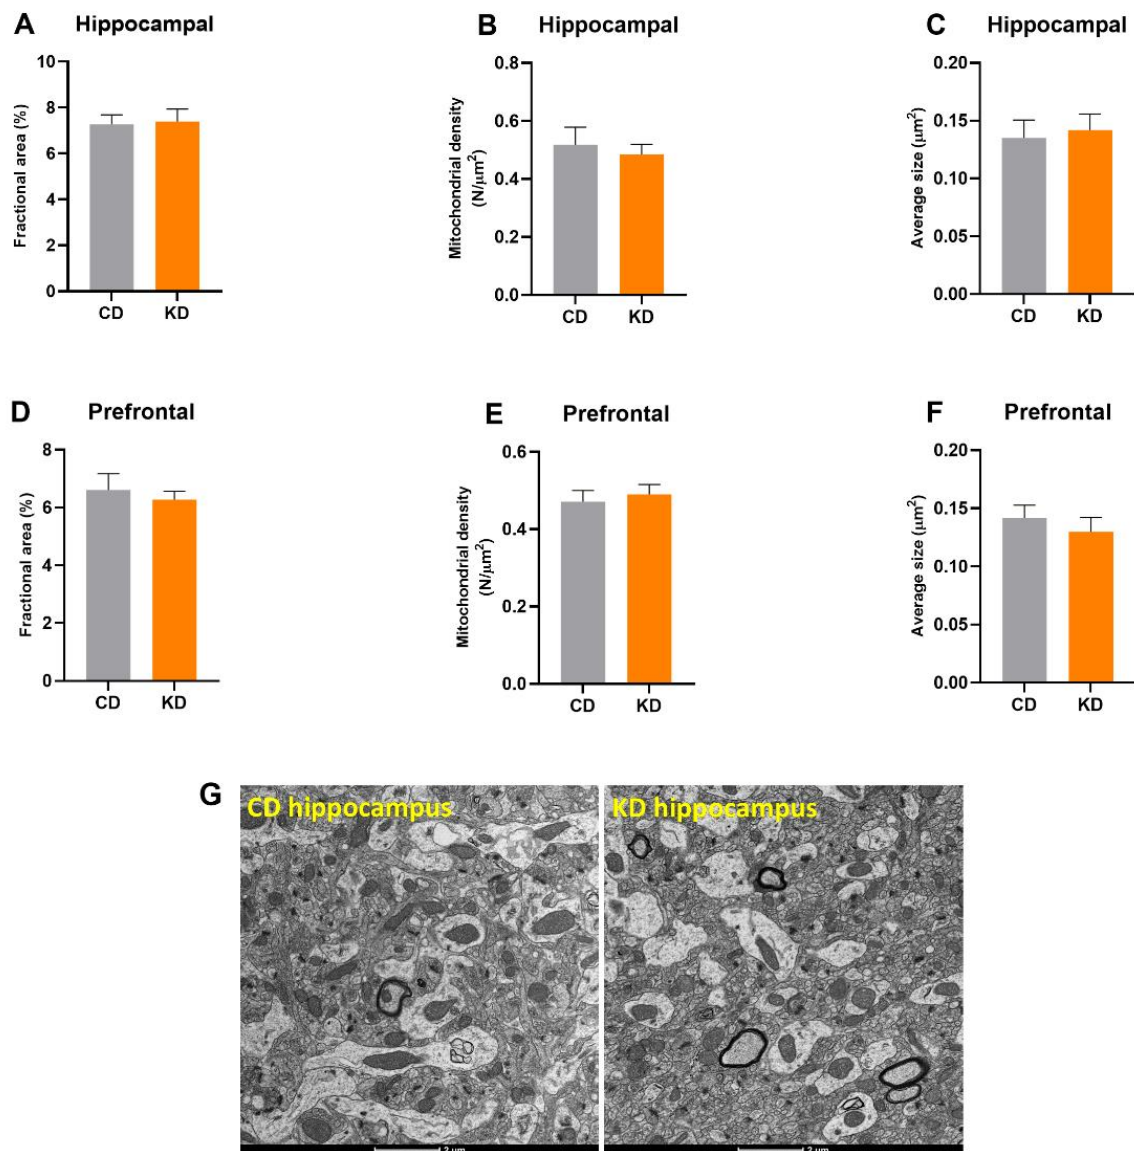 A Hippocampal
Fractional area (%)
10
8
6
4
2
0
CD KD
B Hippocampal
Mitochondrial density
(N/μm²)
0.8
0.6
0.4
0.2
0.0
CD KD
C Hippocampal
Average size (μm²)
0.20
0.15
0.10
0.05
0.00
CD KD
D Prefrontal
Fractional area (%)
8
6
4
2
0
CD KD
E Prefrontal
Mitochondrial density
(N/μm²)
0.6
0.4
0.2
0.0
CD KD
F Prefrontal
Average size (μm²)
0.20
0.15
0.10
0.05
0.00
CD KD
G
CD hippocampus
2 μm
KD hippocampus
2 μm